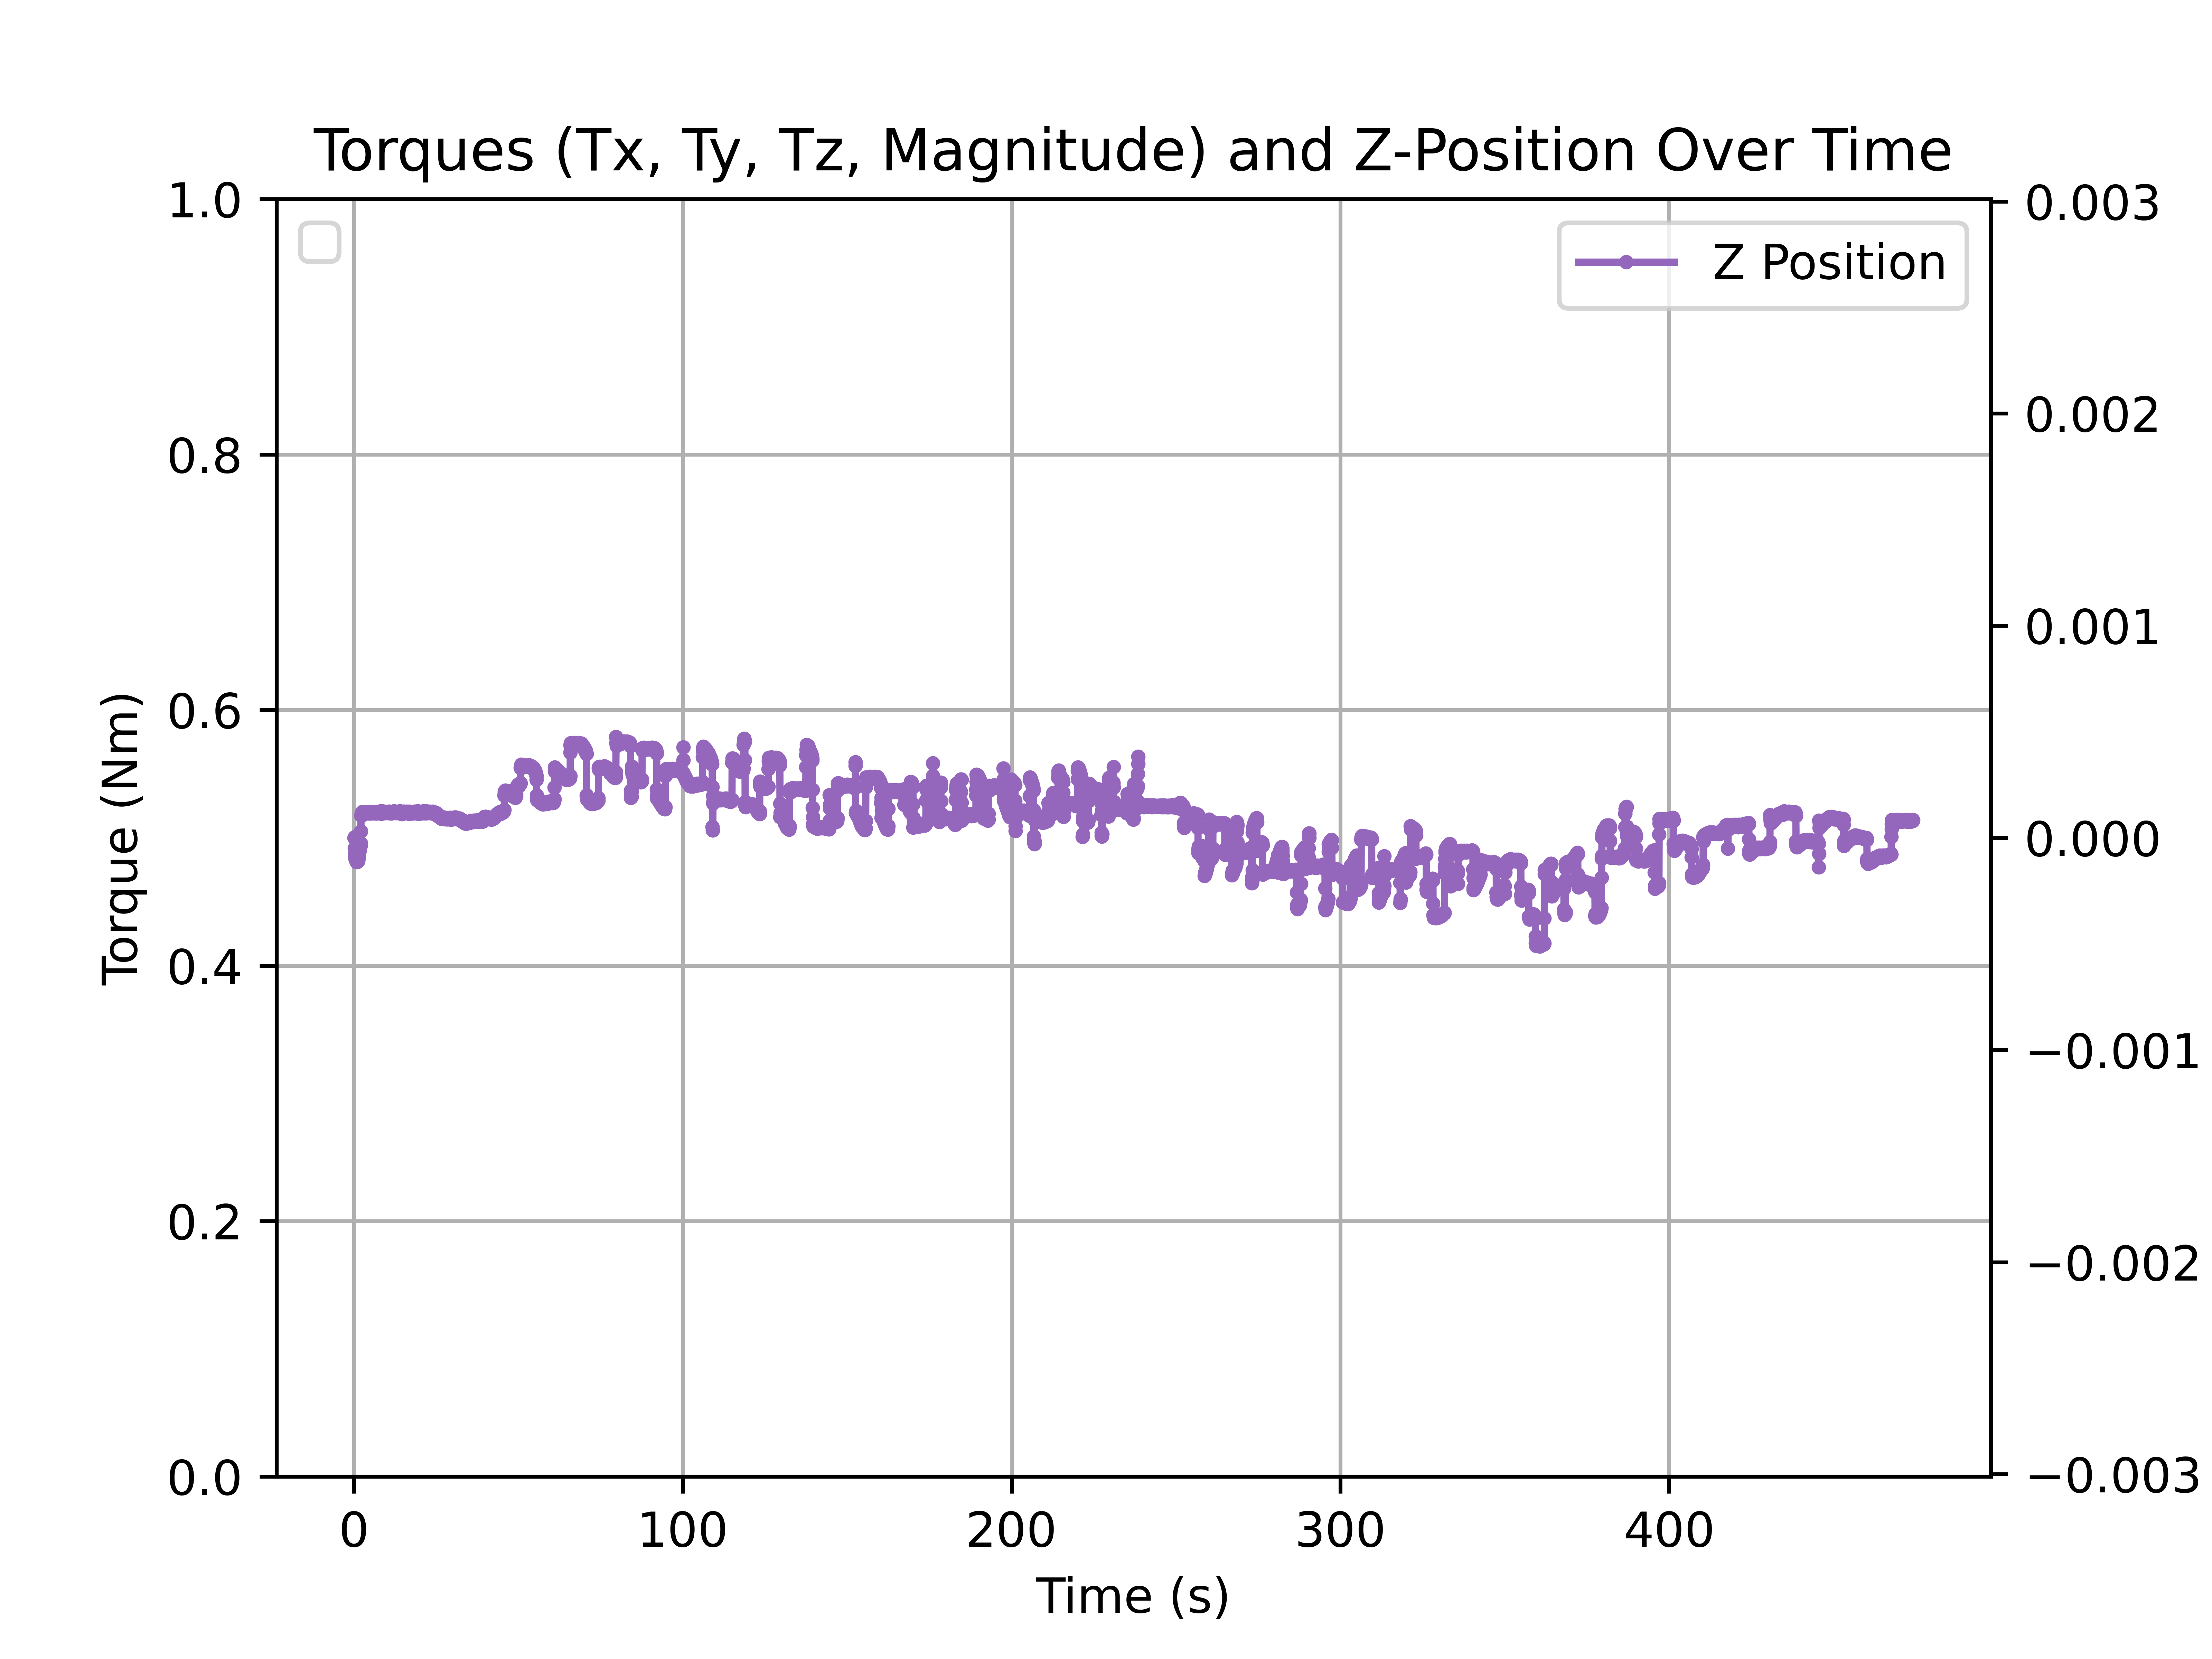 Torques (Tx, Ty, Tz, Magnitude) and Z-Position Over Time
Z Position
Torque (Nm)
1.0
0.8
0.6
0.4
0.2
0.0
0.003
0.002
0.001
0.000
−0.001
−0.002
−0.003
0 100 200 300 400
Time (s)